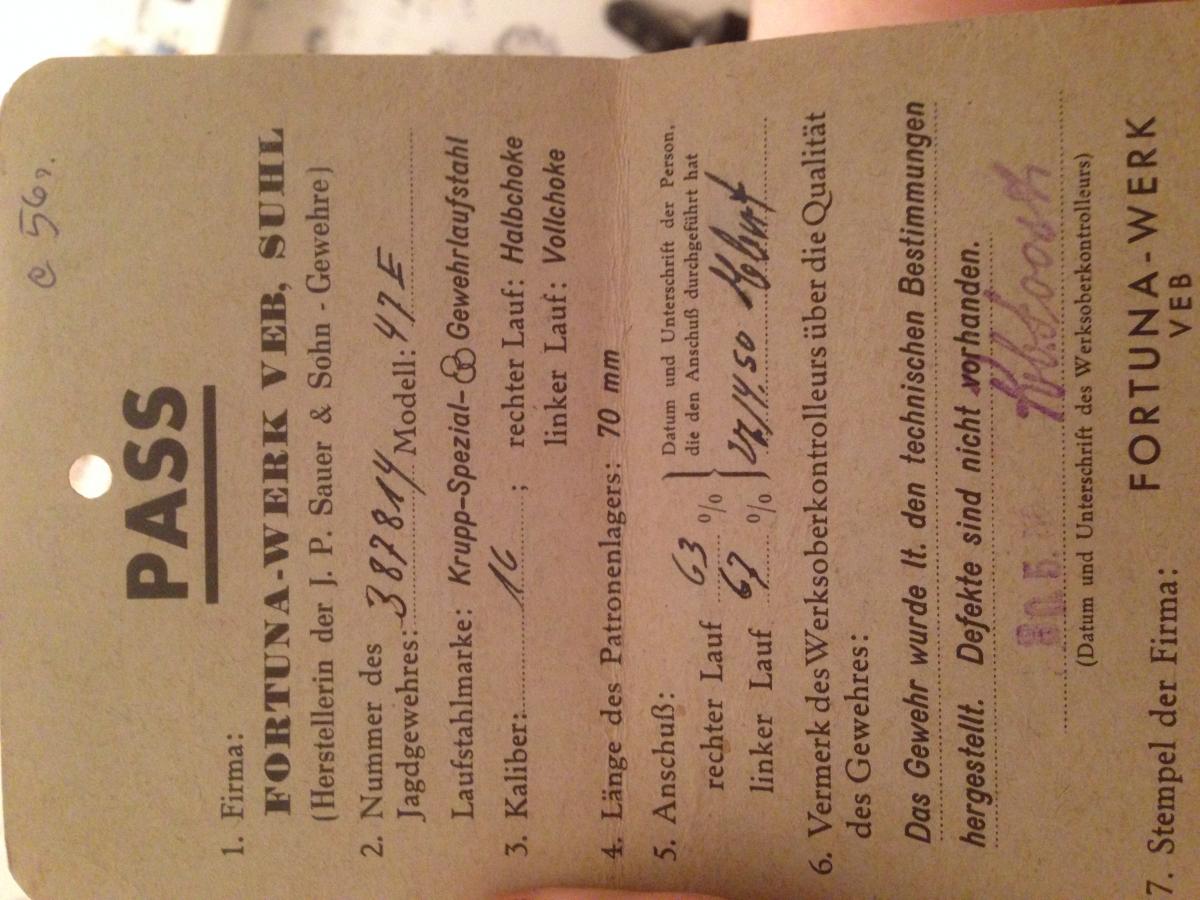 PASS
1. Firma:
FORTUNA-WERK VEB, SUHL
(Herstellerin der J. P. Sauer & Sohn - Gewehre)
2. Nummer des
Jagdgewehres: 387814 Modell: 47 E
Laufstahlmarke: Krupp-Spezial- Gewehrlaufstahl
3. Kaliber: 16 ; rechter Lauf: Halbchoke
linker Lauf: Vollchoke
4. Länge des Patronenlagers: 70 mm
5. Anschuß: Datum und Unterschrift der Person,
die den Anschuß durchgeführt hat
rechter Lauf 63 %
linker Lauf 67 %
6. Vermerk des Werksoberkontrolleurs über die Qualität
des Gewehres:
Das Gewehr wurde lt. den technischen Bestimmungen
hergestellt. Defekte sind nicht vorhanden.
(Datum und Unterschrift des Werksoberkontrolleurs)
7. Stempel der Firma: FORTUNA-WERK
VEB